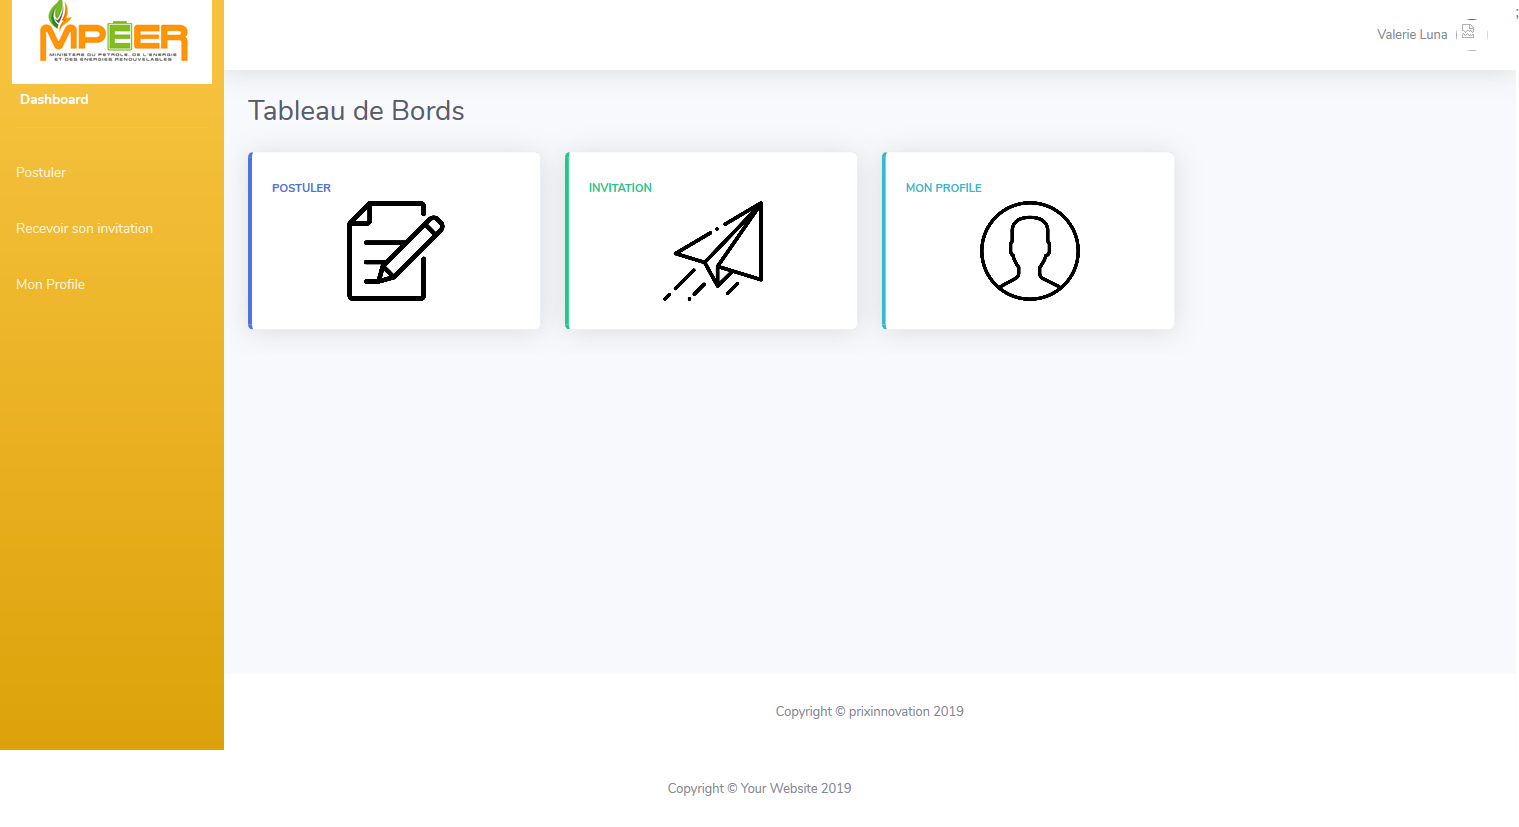 MPEER
MINISTERE DU PETROLE, DE L'ENERGIE
ET DES ENERGIES RENOUVELABLES
Dashboard
Postuler
Recevoir son invitation
Mon Profile
Valerie Luna
;
Tableau de Bords
POSTULER
INVITATION
MON PROFILE
Copyright © prixinnovation 2019
Copyright © Your Website 2019